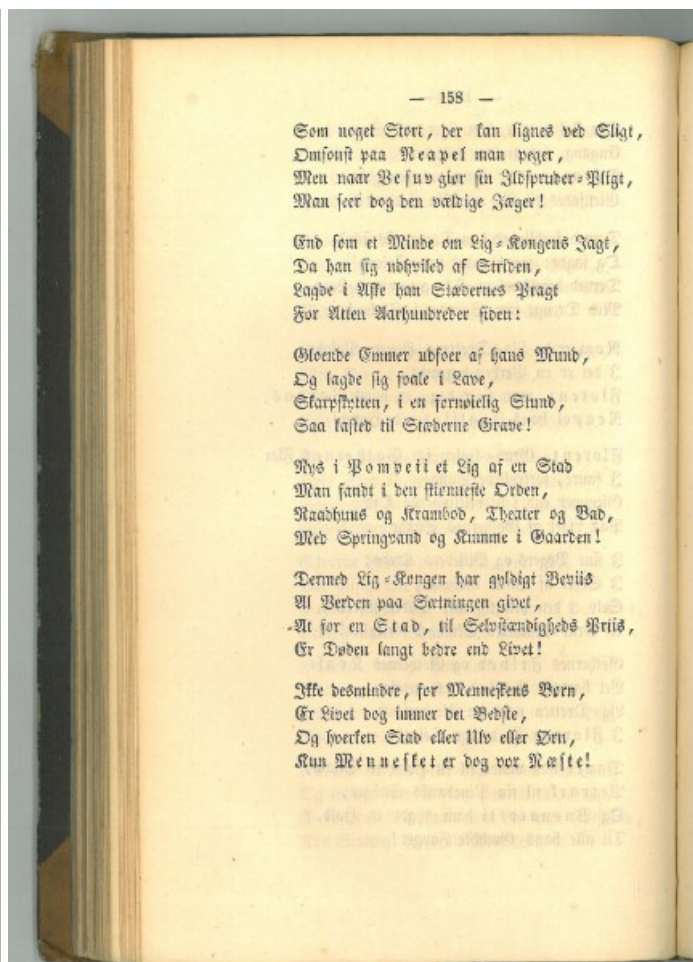 — 158 —
Som noget Stort, der kan lignes ved Sligt,
Omsonst paa Neapel man peger,
Men naar Vesuv giør sin Ildspruder-Pligt,
Man seer dog den vældige Jæger!
End som et Minde om Lig-Kongens Jagt,
Da han sig udhviled af Striden,
Lagde i Aske han Stædernes Pragt
For Atten Aarhundreder siden:
Gloende Emmer udfoer af hans Mund,
Og lagde sig svale i Lave,
Skarpskytten, i en fornøielig Stund,
Saa kasted til Stæderne Grave!
Nys i Pompeii et Lig af en Stad
Man fandt i den skienneste Orden,
Raadhuus og Krambod, Theater og Bad,
Med Springvand og Kumme i Gaarden!
Dermed Lig-Kongen har gyldigt Beviis
Al Verden paa Sætningen givet,
At for en Stad, til Selvstændigheds Priis,
Er Døden langt bedre end Livet!
Ikke desmindre, for Menneskens Børn,
Er Livet dog immer det Bedste,
Og hverken Stad eller Ulv eller Ørn,
Kun Mennesket er dog vor Næste!